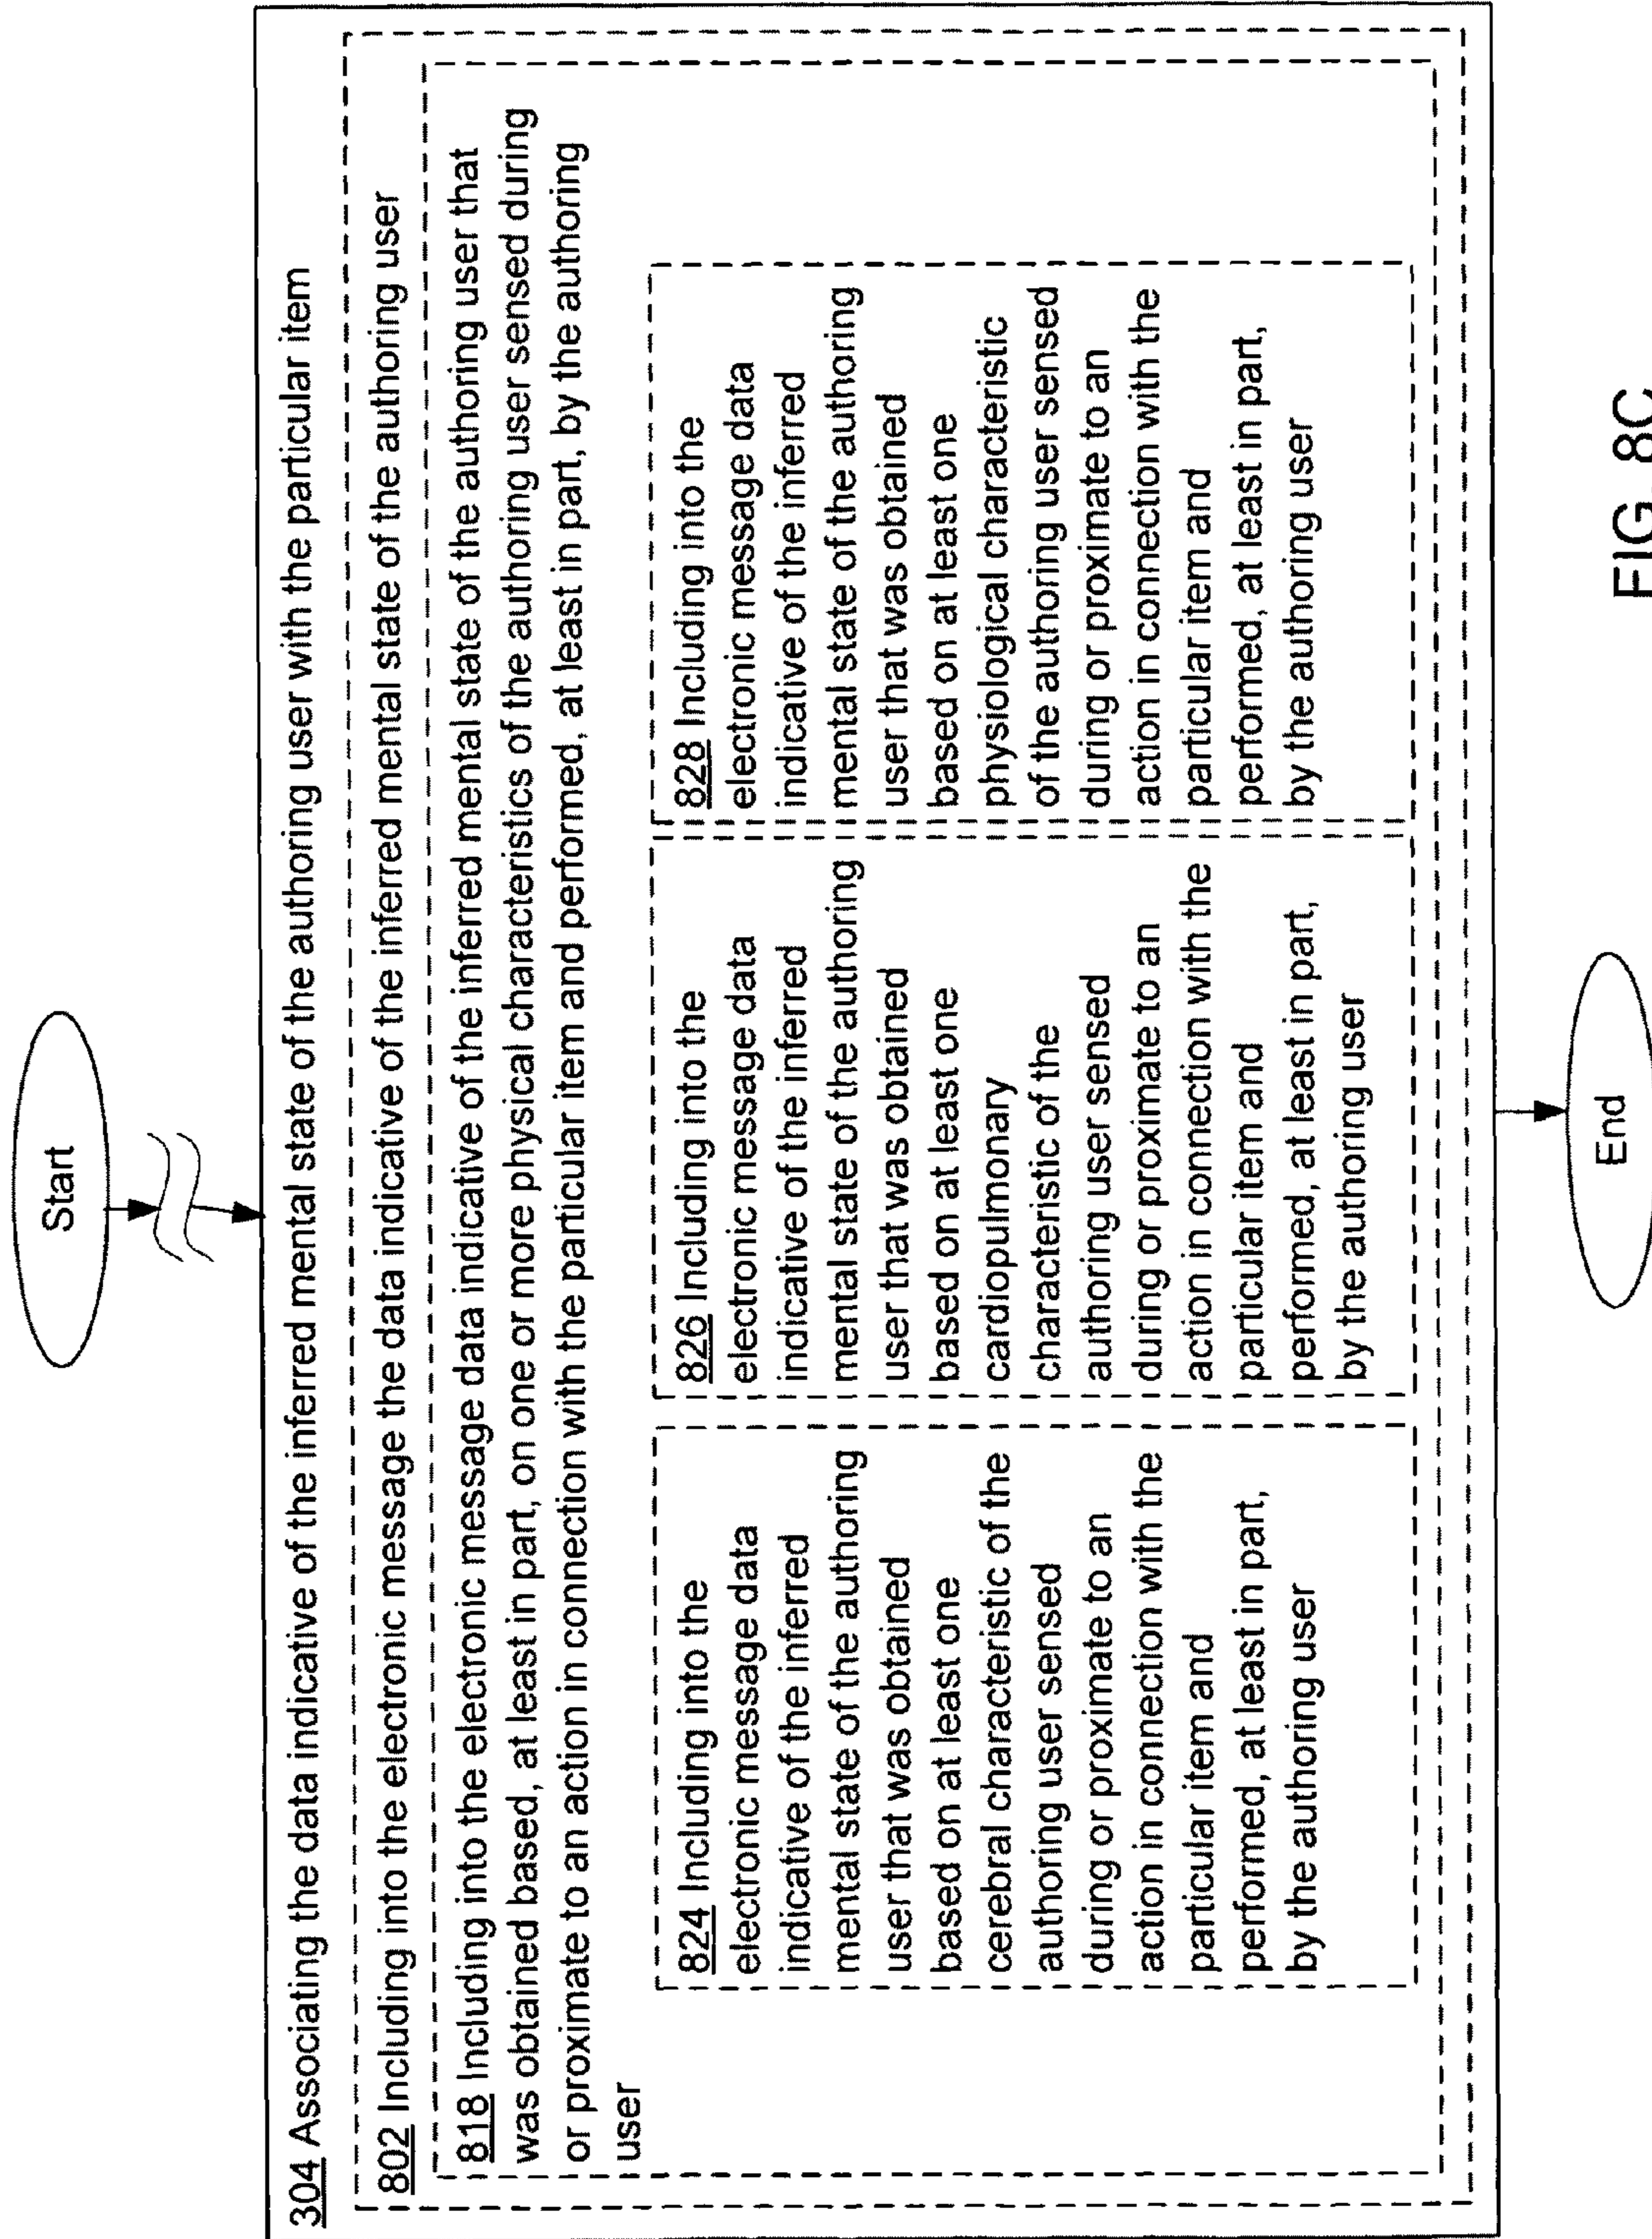 Start
304 Associating the data indicative of the inferred mental state of the authoring user with the particular item
802 Including into the electronic message the data indicative of the inferred mental state of the authoring user
818 Including into the electronic message data indicative of the inferred mental state of the authoring user that
was obtained based, at least in part, on one or more physical characteristics of the authoring user sensed during
or proximate to an action in connection with the particular item and performed, at least in part, by the authoring
user
824 Including into the
electronic message data
indicative of the inferred
mental state of the authoring
user that was obtained
based on at least one
cerebral characteristic of the
authoring user sensed
during or proximate to an
action in connection with the
particular item and
performed, at least in part,
by the authoring user
826 Including into the
electronic message data
indicative of the inferred
mental state of the authoring
user that was obtained
based on at least one
cardiopulmonary
characteristic of the
authoring user sensed
during or proximate to an
action in connection with the
particular item and
performed, at least in part,
by the authoring user
828 Including into the
electronic message data
indicative of the inferred
mental state of the authoring
user that was obtained
based on at least one
physiological characteristic
of the authoring user sensed
during or proximate to an
action in connection with the
particular item and
performed, at least in part,
by the authoring user
End
FIG. 8C